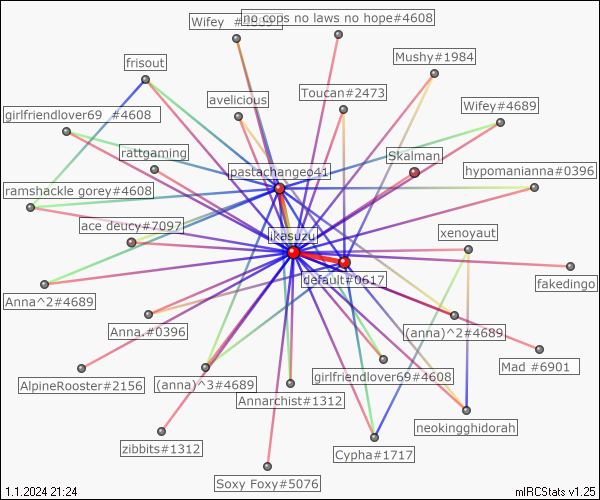 Wifey #4689
no cops no laws no hope#4608
frisout
Mushy#1984
avelicious
Toucan#2473
girlfriendlover69 #4608
Wifey#4689
rattgaming
Skalman
pastachangeo41
hypomanianna#0396
ramshackle gorey#4608
ace deucy#7097
ikasuzu
xenoyaut
default#0617
fakedingo
Anna^2#4689
Anna.#0396
(anna)^2#4689
Mad #6901
AlpineRooster#2156
(anna)^3#4689
girlfriendlover69#4608
Annarchist#1312
neokingghidorah
zibbits#1312
Cypha#1717
Soxy Foxy#5076
1.1.2024 21:24
mIRCStats v1.25